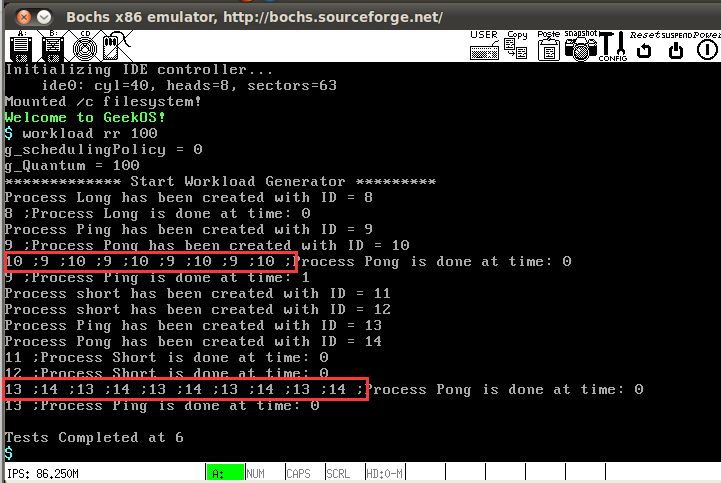 Bochs x86 emulator, http://bochs.sourceforge.net/
A: B: CD USER Copy Poste snapshot CONFIG Reset SUSPEND Power
Initializing IDE controller...
ide0: cyl=40, heads=8, sectors=63
Mounted /c filesystem!
Welcome to GeekOS!
$ workload rr 100
g_schedulingPolicy = 0
g_Quantum = 100
************* Start Workload Generator *********
Process Long has been created with ID = 8
8 ;Process Long is done at time: 0
Process Ping has been created with ID = 9
9 ;Process Pong has been created with ID = 10
10 ;9 ;10 ;9 ;10 ;9 ;10 ;9 ;10 ;Process Pong is done at time: 0
9 ;Process Ping is done at time: 1
Process short has been created with ID = 11
Process short has been created with ID = 12
Process Ping has been created with ID = 13
Process Pong has been created with ID = 14
11 ;Process Short is done at time: 0
12 ;Process Short is done at time: 0
13 ;14 ;13 ;14 ;13 ;14 ;13 ;14 ;13 ;14 ;Process Pong is done at time: 0
13 ;Process Ping is done at time: 0
Tests Completed at 6
$
IPS: 86.250M A: NUM CAPS SCRL HD:0-M